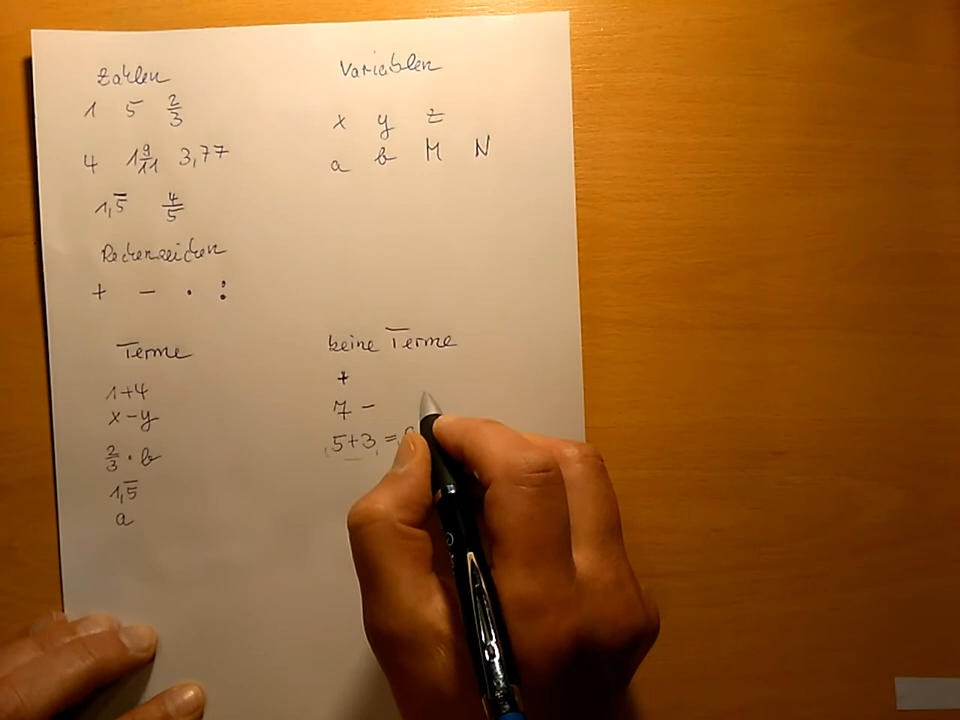 Zahlen
1 5 2/3
4 1 9/11 3,77
1,5̅ 4/5
Rechenzeichen
+ - · :
Variablen
x y z
a b M N
Terme
1+4
x-y
2/3 · b
1,5̅
a
keine Terme
+
7 -
5+3 =